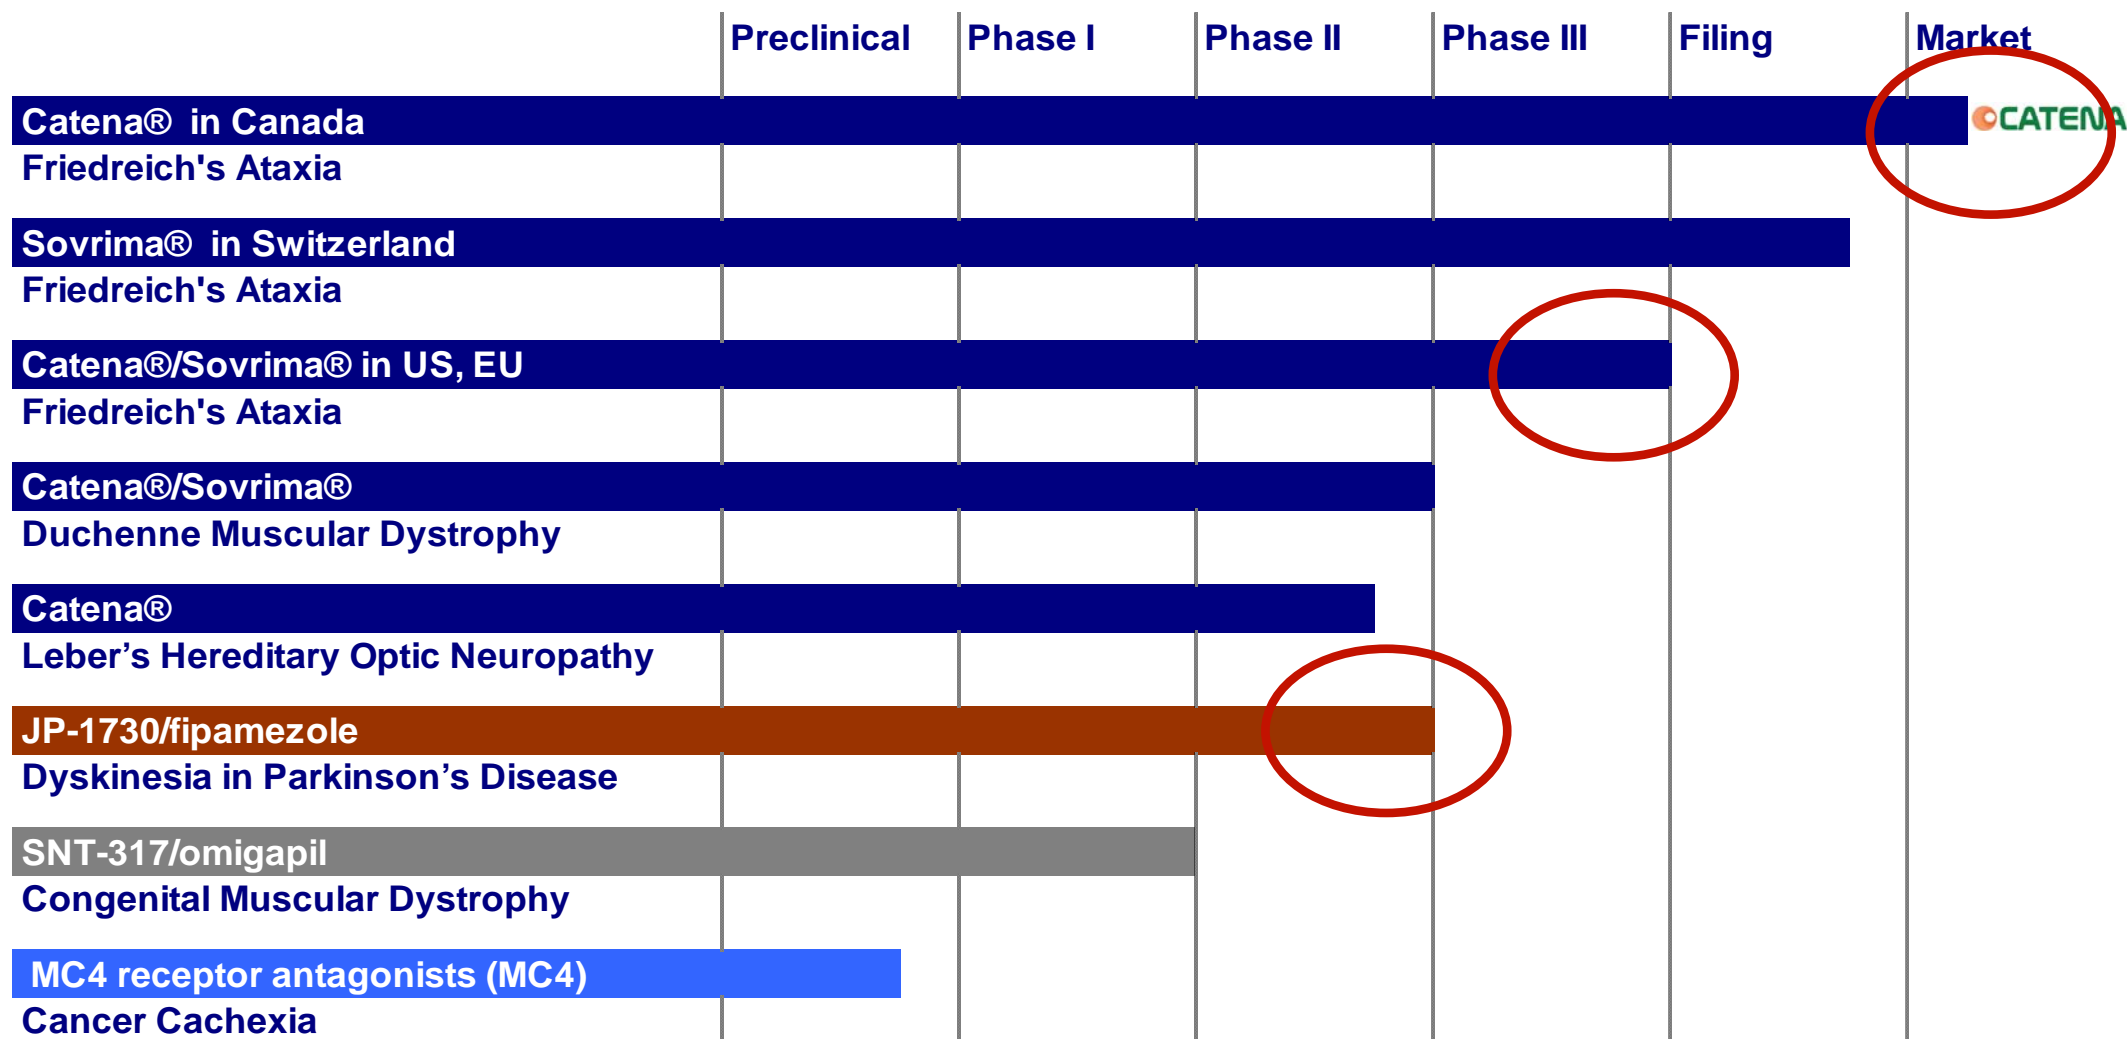 Preclinical Phase I Phase II Phase III Filing Market
Catena® in Canada
CATENA
Friedreich's Ataxia
Sovrima® in Switzerland
Friedreich's Ataxia
Catena®/Sovrima® in US, EU
Friedreich's Ataxia
Catena®/Sovrima®
Duchenne Muscular Dystrophy
Catena®
Leber’s Hereditary Optic Neuropathy
JP-1730/fipamezole
Dyskinesia in Parkinson’s Disease
SNT-317/omigapil
Congenital Muscular Dystrophy
MC4 receptor antagonists (MC4)
Cancer Cachexia